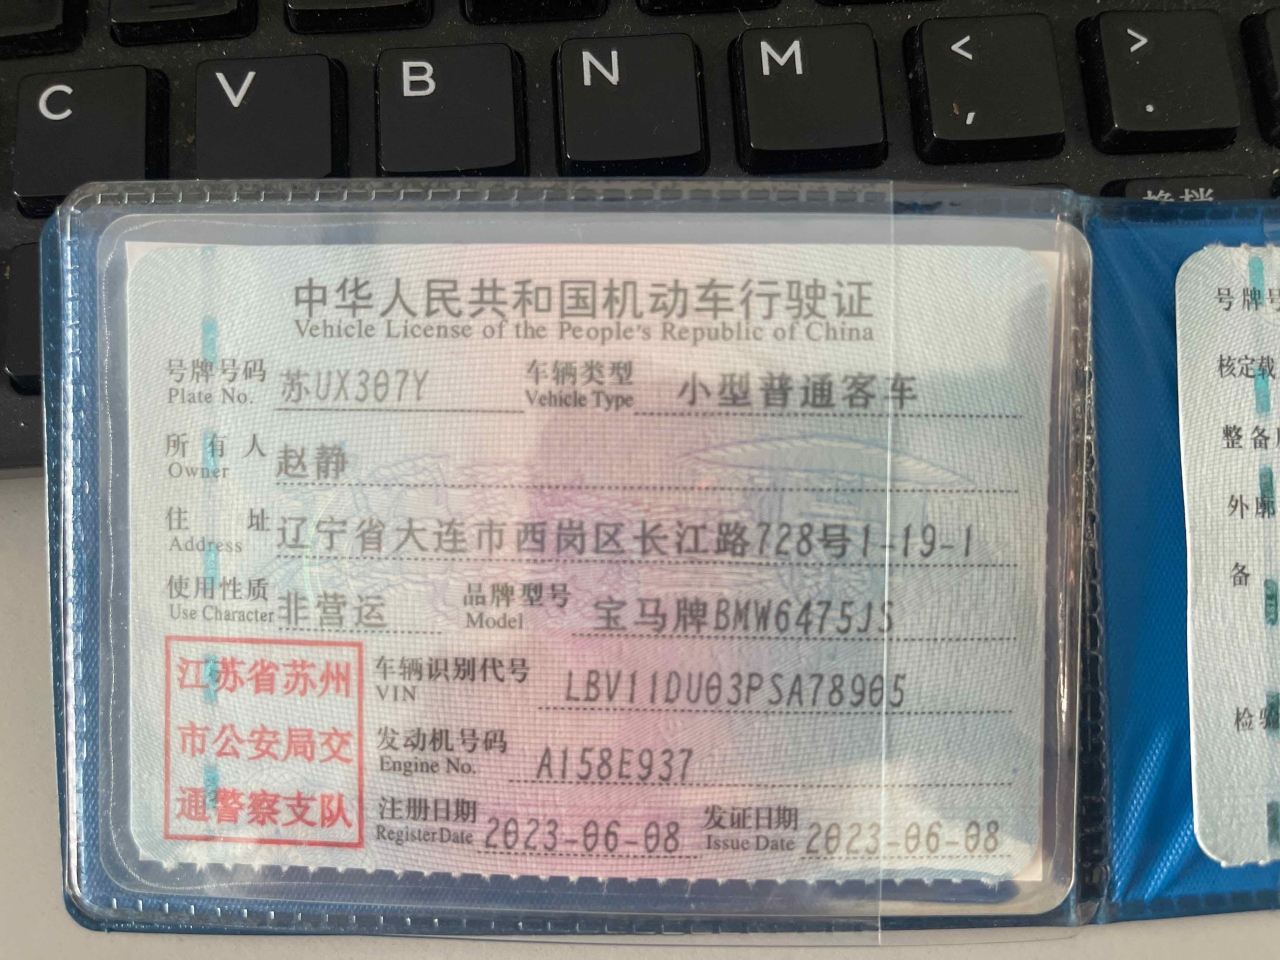 C V B N M < , > .
中华人民共和国机动车行驶证
Vehicle License of the People's Republic of China
号牌号码 苏UX307Y 车辆类型 小型普通客车
Plate No. Vehicle Type
所有人 赵静
Owner
住址 辽宁省大连市西岗区长江路728号1-19-1
Address
使用性质 非营运 品牌型号 宝马牌BMW6475JS
Use Character Model
江苏省苏州
市公安局交
通警察支队
车辆识别代号 LBV11DU03PSA78905
VIN
发动机号码 A158E937
Engine No.
注册日期 2023-06-08 发证日期 2023-06-08
Register Date Issue Date
号牌号
核定载
整备
外廓
备
检验